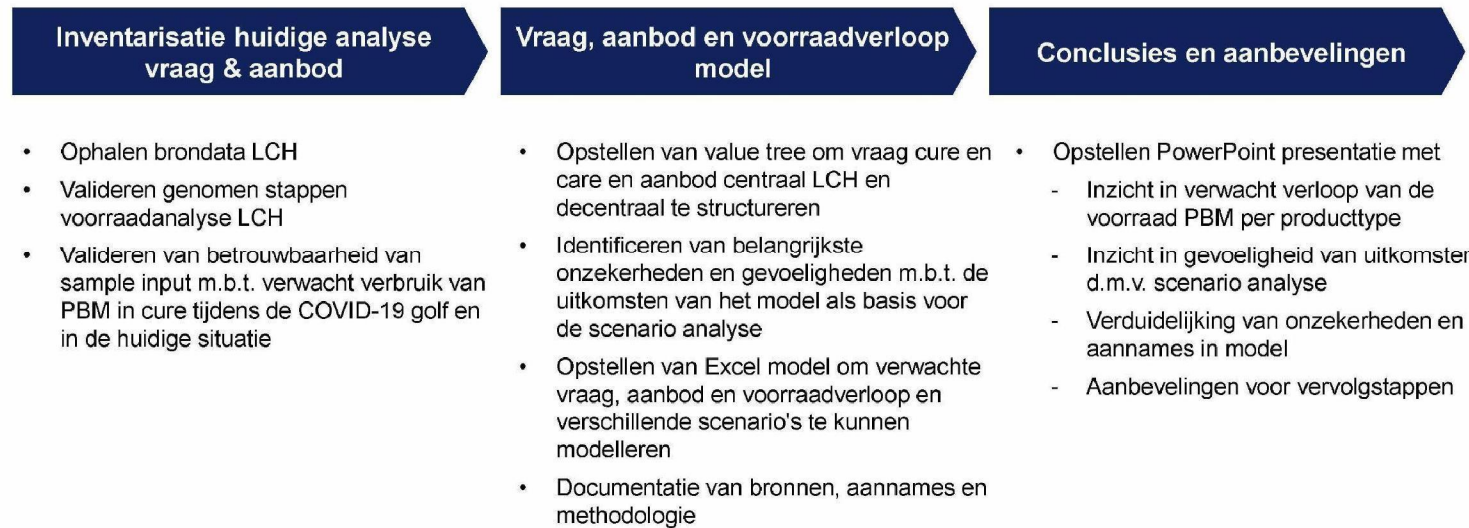 Inventarisatie huidige analyse
vraag & aanbod
• Ophalen brondata LCH
• Valideren genomen stappen
voorraadanalyse LCH
• Valideren van betrouwbaarheid van
sample input m.b.t. verwacht verbruik van
PBM in cure tijdens de COVID-19 golf en
in de huidige situatie
Vraag, aanbod en voorraadverloop
model
• Opstellen van value tree om vraag cure en
care en aanbod centraal LCH en
decentraal te structureren
• Identificeren van belangrijkste
onzekerheden en gevoeligheden m.b.t. de
uitkomsten van het model als basis voor
de scenario analyse
• Opstellen van Excel model om verwachte
vraag, aanbod en voorraadverloop en
verschillende scenario's te kunnen
modelleren
• Documentatie van bronnen, aannames en
methodologie
Conclusies en aanbevelingen
• Opstellen PowerPoint presentatie met
- Inzicht in verwacht verloop van de
voorraad PBM per producttype
- Inzicht in gevoeligheid van uitkomsten
d.m.v. scenario analyse
- Verduidelijking van onzekerheden en
aannames in model
- Aanbevelingen voor vervolgstappen